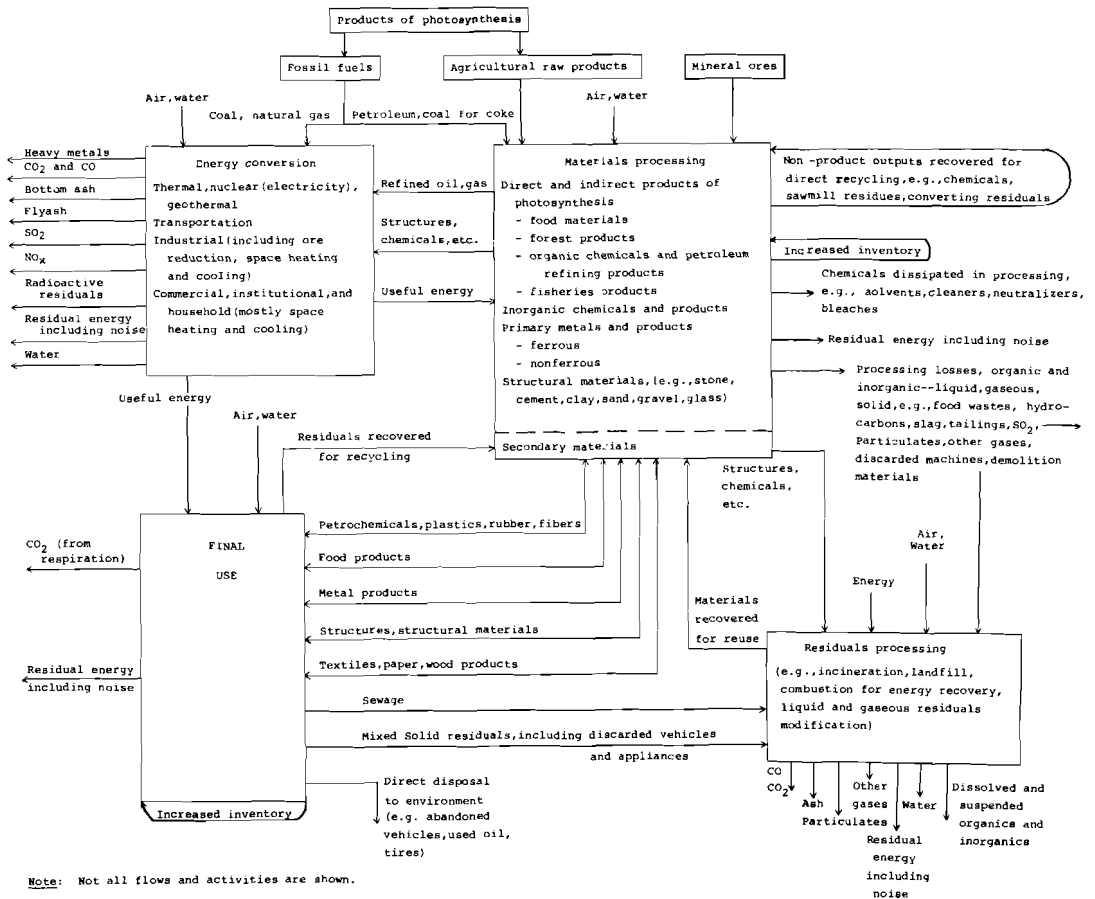 Products of photosynthesis
Fossil fuels
Agricultural raw products
Mineral ores
Air,water
Coal, natural gas
Petroleum,coal for coke
Air,water
Heavy metals
CO2 and CO
Bottom ash
Flyash
SO2
NOx
Radioactive
residuals
Residual energy
including noise
Water
Energy conversion
Thermal,nuclear(electricity),
geothermal
Transportation
Industrial(including ore
reduction, space heating
and cooling)
Commercial,institutional,and
household(mostly space
heating and cooling)
Refined oil,gas
Structures,
chemicals,etc.
Useful energy
Materials processing
Direct and indirect products of
photosynthesis
- food materials
- forest products
- organic chemicals and petroleum
refining products
- fisheries products
Inorganic chemicals and products
Primary metals and products
- ferrous
- nonferrous
Structural materials,(e.g.,stone,
cement,clay,sand,gravel,glass)
Secondary materials
Non -product outputs recovered for
direct recycling,e.g.,chemicals,
sawmill residues,converting residuals
Increased inventory
Chemicals dissipated in processing,
e.g., aolvents,cleaners,neutralizers,
bleaches
Residual energy including noise
Processing losses, organic and
inorganic--liquid,gaseous,
solid,e.g.,food wastes, hydro-
carbons,slag,tailings,SO2,
Particulates,other gases,
discarded machines,demolition
materials
Useful energy
Air,water
Residuals recovered
for recycling
Structures,
chemicals,
etc.
CO2 (from
respiration)
Residual energy
including noise
FINAL
USE
Increased inventory
Petrochemicals,plastics,rubber,fibers
Food products
Metal products
Structures,structural materials
Textiles,paper,wood products
Sewage
Mixed Solid residuals,including discarded vehicles
and appliances
Direct disposal
to environment
(e.g. abandoned
vehicles,used oil,
tires)
Materials
recovered
for reuse
Energy
Air,
Water
Residuals processing
(e.g.,incineration,landfill,
combustion for energy recovery,
liquid and gaseous residuals
modification)
CO
CO2
Ash
Particulates
Other
gases
Residual
energy
including
noise
Water
Dissolved and
suspended
organics and
inorganics
Note: Not all flows and activities are shown.